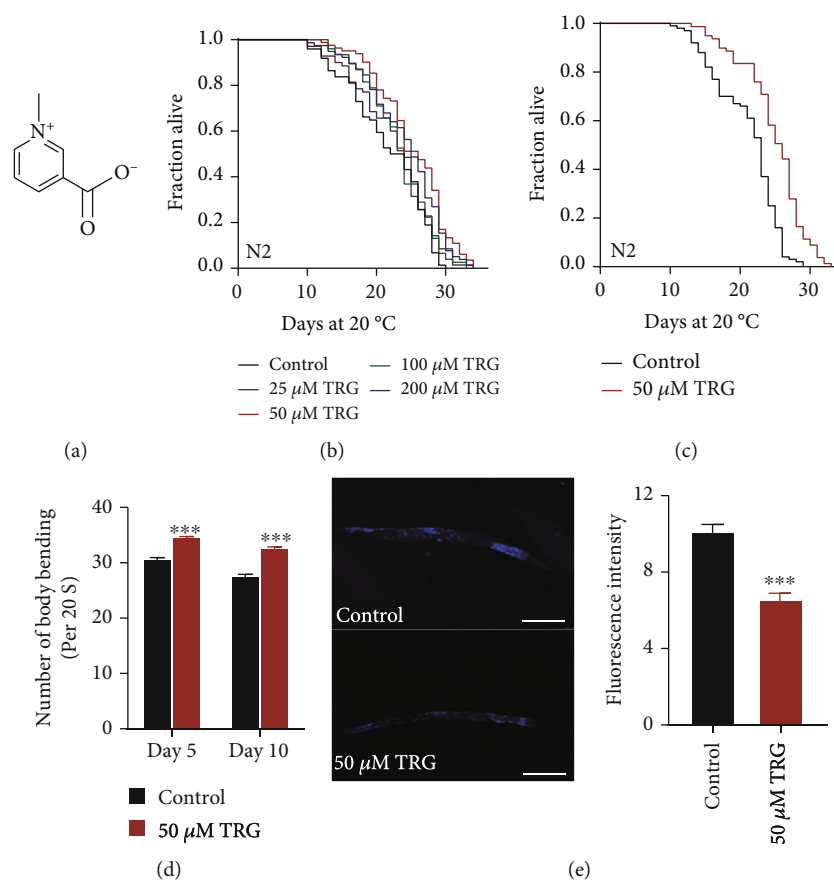 N+
O−
O
(a)
Fraction alive
1.0
0.8
0.6
0.4
0.2
0.0
N2
0 10 20 30
Days at 20 °C
Control
25 μM TRG
50 μM TRG
100 μM TRG
200 μM TRG
(b)
Fraction alive
1.0
0.8
0.6
0.4
0.2
0.0
N2
0 10 20 30
Days at 20 °C
Control
50 μM TRG
(c)
Number of body bending
(Per 20 S)
40
30
20
10
0
*** ***
Day 5 Day 10
Control
50 μM TRG
(d)
Control
50 μM TRG
Fluorescence intensity
12
8
4
0
***
Control
50 μM TRG
(e)